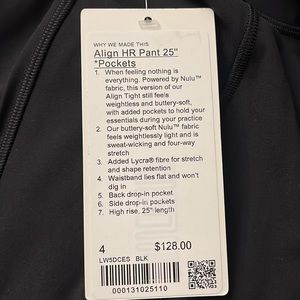 WHY WE MADE THIS
Align HR Pant 25"
*Pockets
1. When feeling nothing is
everything. Powered by Nulu™
fabric, this version of our
Align Tight still feels
weightless and buttery-soft,
with added pockets to hold your
essentials during your practice
2. Our buttery-soft Nulu™ fabric
feels weightlessly light and is
sweat-wicking and four-way
stretch
3. Added Lycra® fibre for stretch
and shape retention
4. Waistband lies flat and won't
dig in
5. Back drop-in pocket
6. Side drop-in pockets
7. High rise, 25" length
4 $128.00
LW5DCES BLK
000131025110